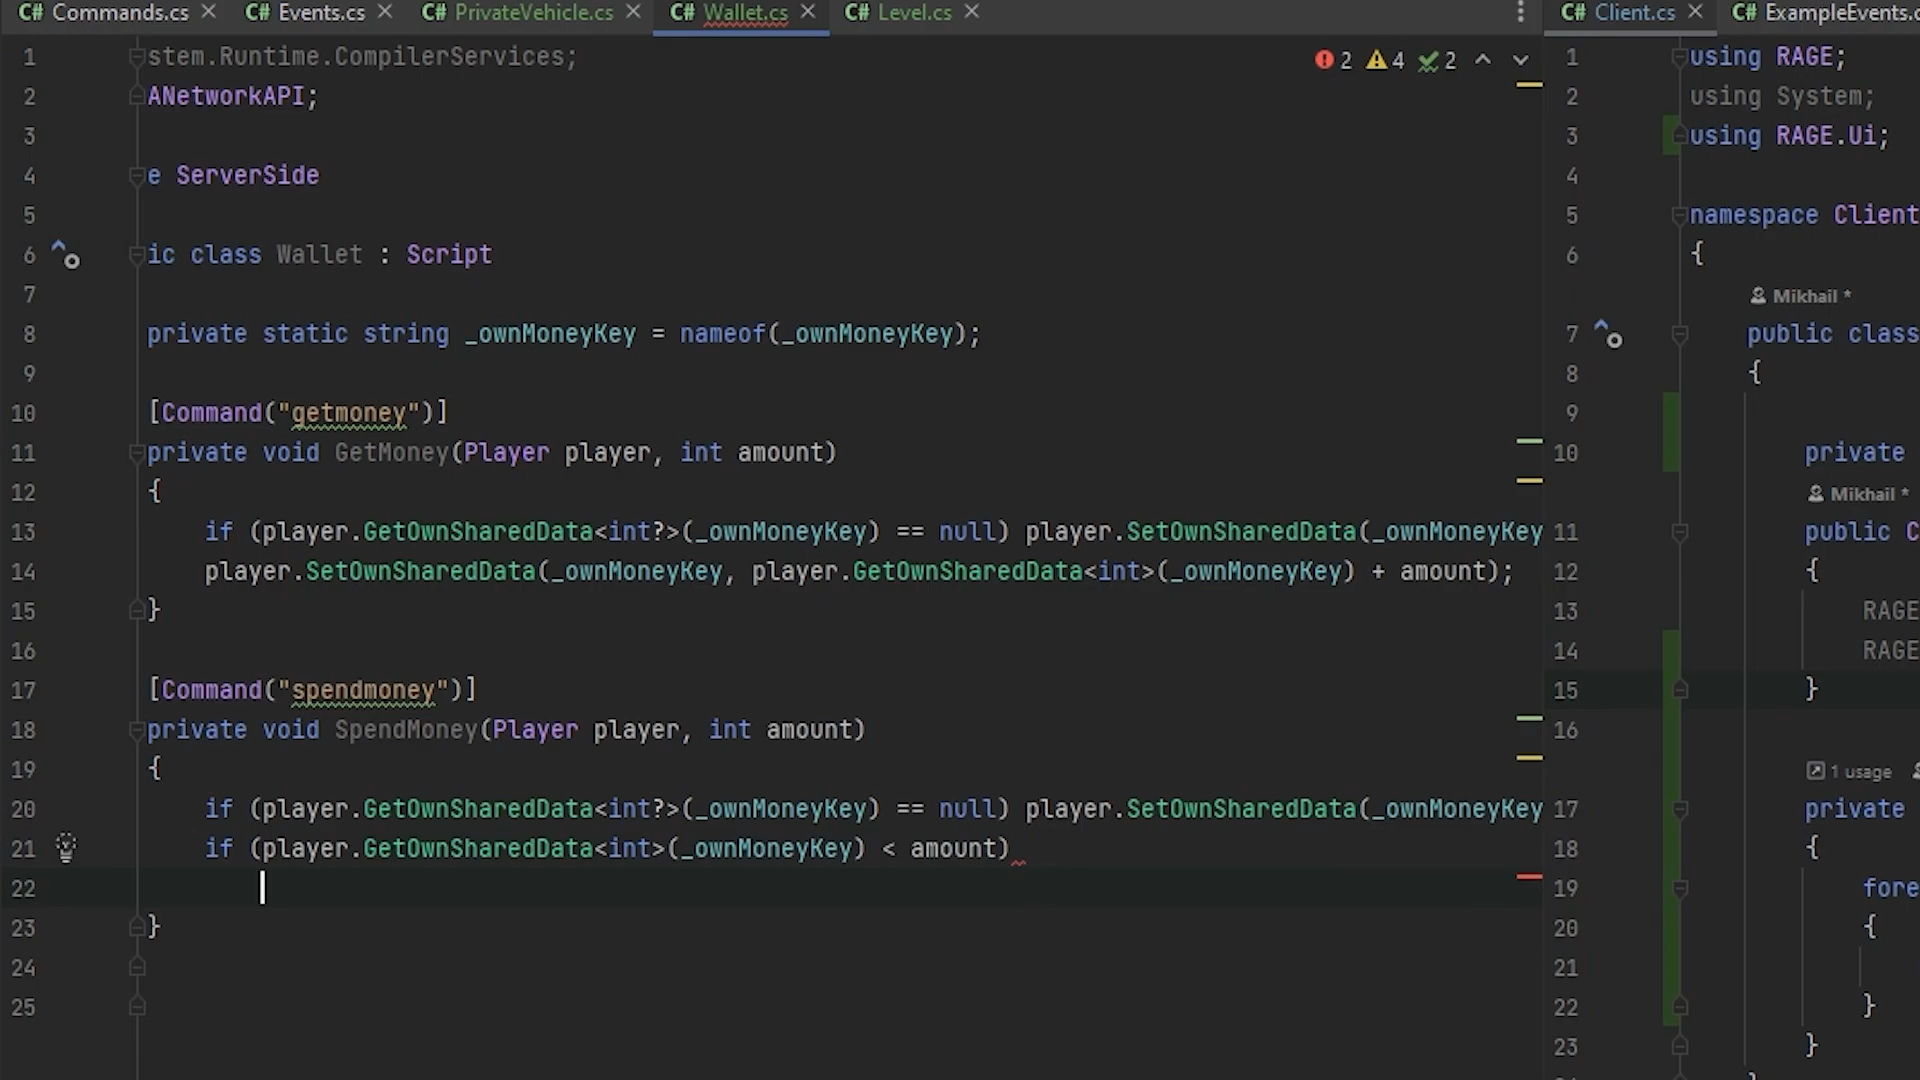 C# Commands.cs × C# Events.cs × C# PrivateVehicle.cs × C# Wallet.cs × C# Level.cs ×
2 4 2
1 stem.Runtime.CompilerServices;
2 ANetworkAPI;
3
4 e ServerSide
5
6 ic class Wallet : Script
7
8 private static string _ownMoneyKey = nameof(_ownMoneyKey);
9
10 [Command("getmoney")]
11 private void GetMoney(Player player, int amount)
12 {
13 if (player.GetOwnSharedData<int?>(_ownMoneyKey) == null) player.SetOwnSharedData(_ownMoneyKey
14 player.SetOwnSharedData(_ownMoneyKey, player.GetOwnSharedData<int>(_ownMoneyKey) + amount);
15 }
16
17 [Command("spendmoney")]
18 private void SpendMoney(Player player, int amount)
19 {
20 if (player.GetOwnSharedData<int?>(_ownMoneyKey) == null) player.SetOwnSharedData(_ownMoneyKey
21 if (player.GetOwnSharedData<int>(_ownMoneyKey) < amount)
22
23 }
24
25
C# Client.cs × C# ExampleEvents.c
1 using RAGE;
2 using System;
3 using RAGE.Ui;
4
5 namespace Client
6 {
Mikhail *
7 public class
8 {
9
10 private
Mikhail *
11 public C
12 {
13 RAGE
14 RAGE
15 }
16
1 usage
17 private
18 {
19 fore
20 {
21
22 }
23 }